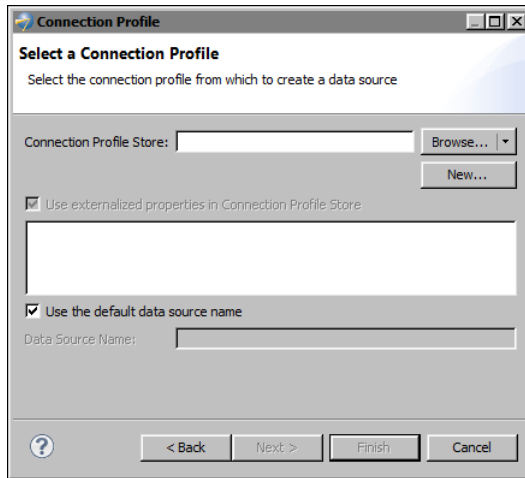 Connection Profile
Select a Connection Profile
Select the connection profile from which to create a data source
Connection Profile Store:
Browse...
New...
Use externalized properties in Connection Profile Store
Use the default data source name
Data Source Name:
?
< Back
Next >
Finish
Cancel